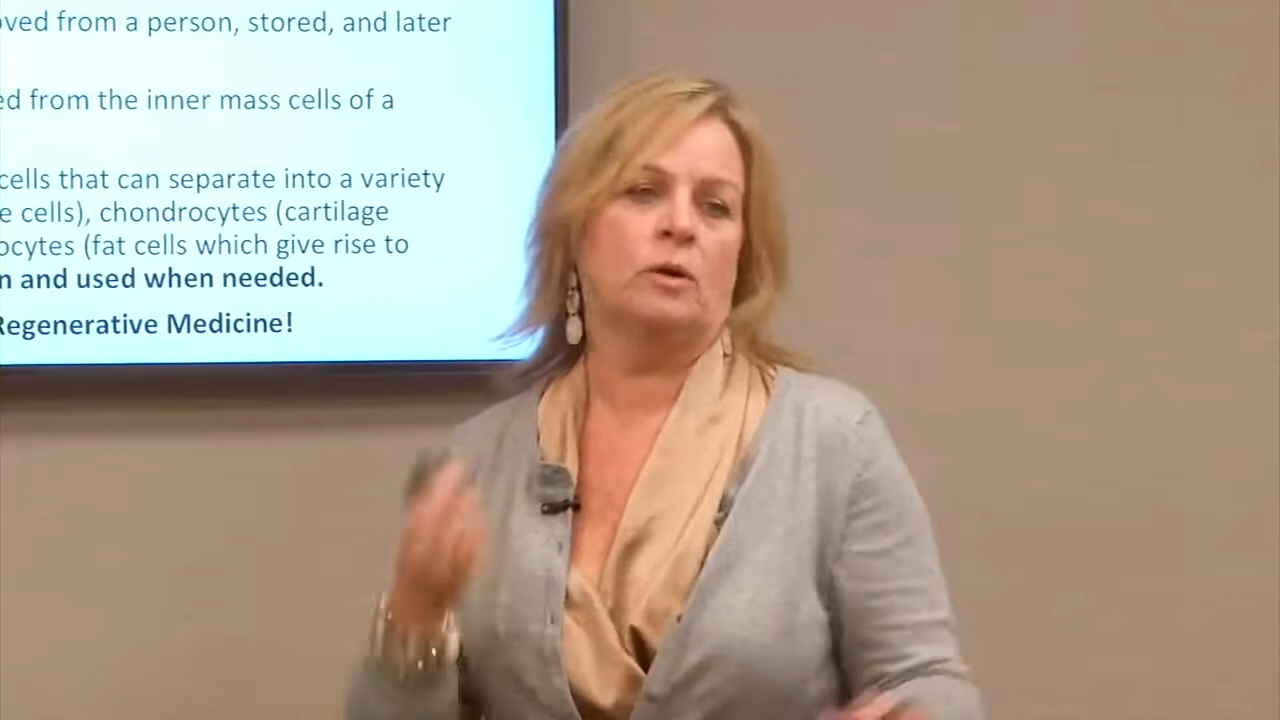 oved from a person, stored, and later
ed from the inner mass cells of a
cells that can separate into a variety
e cells), chondrocytes (cartilage
ocytes (fat cells which give rise to
n and used when needed.
Regenerative Medicine!